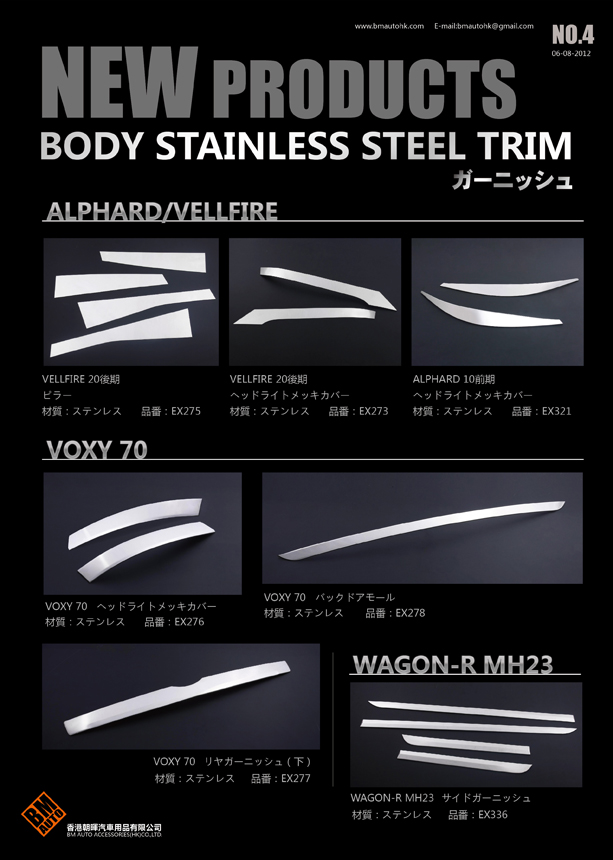 www.bmautohk.com E-mail:bmautohk@gmail.com
NO.4
06-08-2012
NEW PRODUCTS
BODY STAINLESS STEEL TRIM
ガーニッシュ
ALPHARD/VELLFIRE
VELLFIRE 20後期
ピラー
材質：ステンレス 品番：EX275
VELLFIRE 20後期
ヘッドライトメッキカバー
材質：ステンレス 品番：EX273
ALPHARD 10前期
ヘッドライトメッキカバー
材質：ステンレス 品番：EX321
VOXY 70
VOXY 70 ヘッドライトメッキカバー
材質：ステンレス 品番：EX276
VOXY 70 バックドアモール
材質：ステンレス 品番：EX278
VOXY 70 リヤガーニッシュ（下）
材質：ステンレス 品番：EX277
WAGON-R MH23
WAGON-R MH23 サイドガーニッシュ
材質：ステンレス 品番：EX336
BM AUTO
香港朝暉汽車用品有限公司
BM AUTO ACCESSORIES(HK)CO.,LTD.